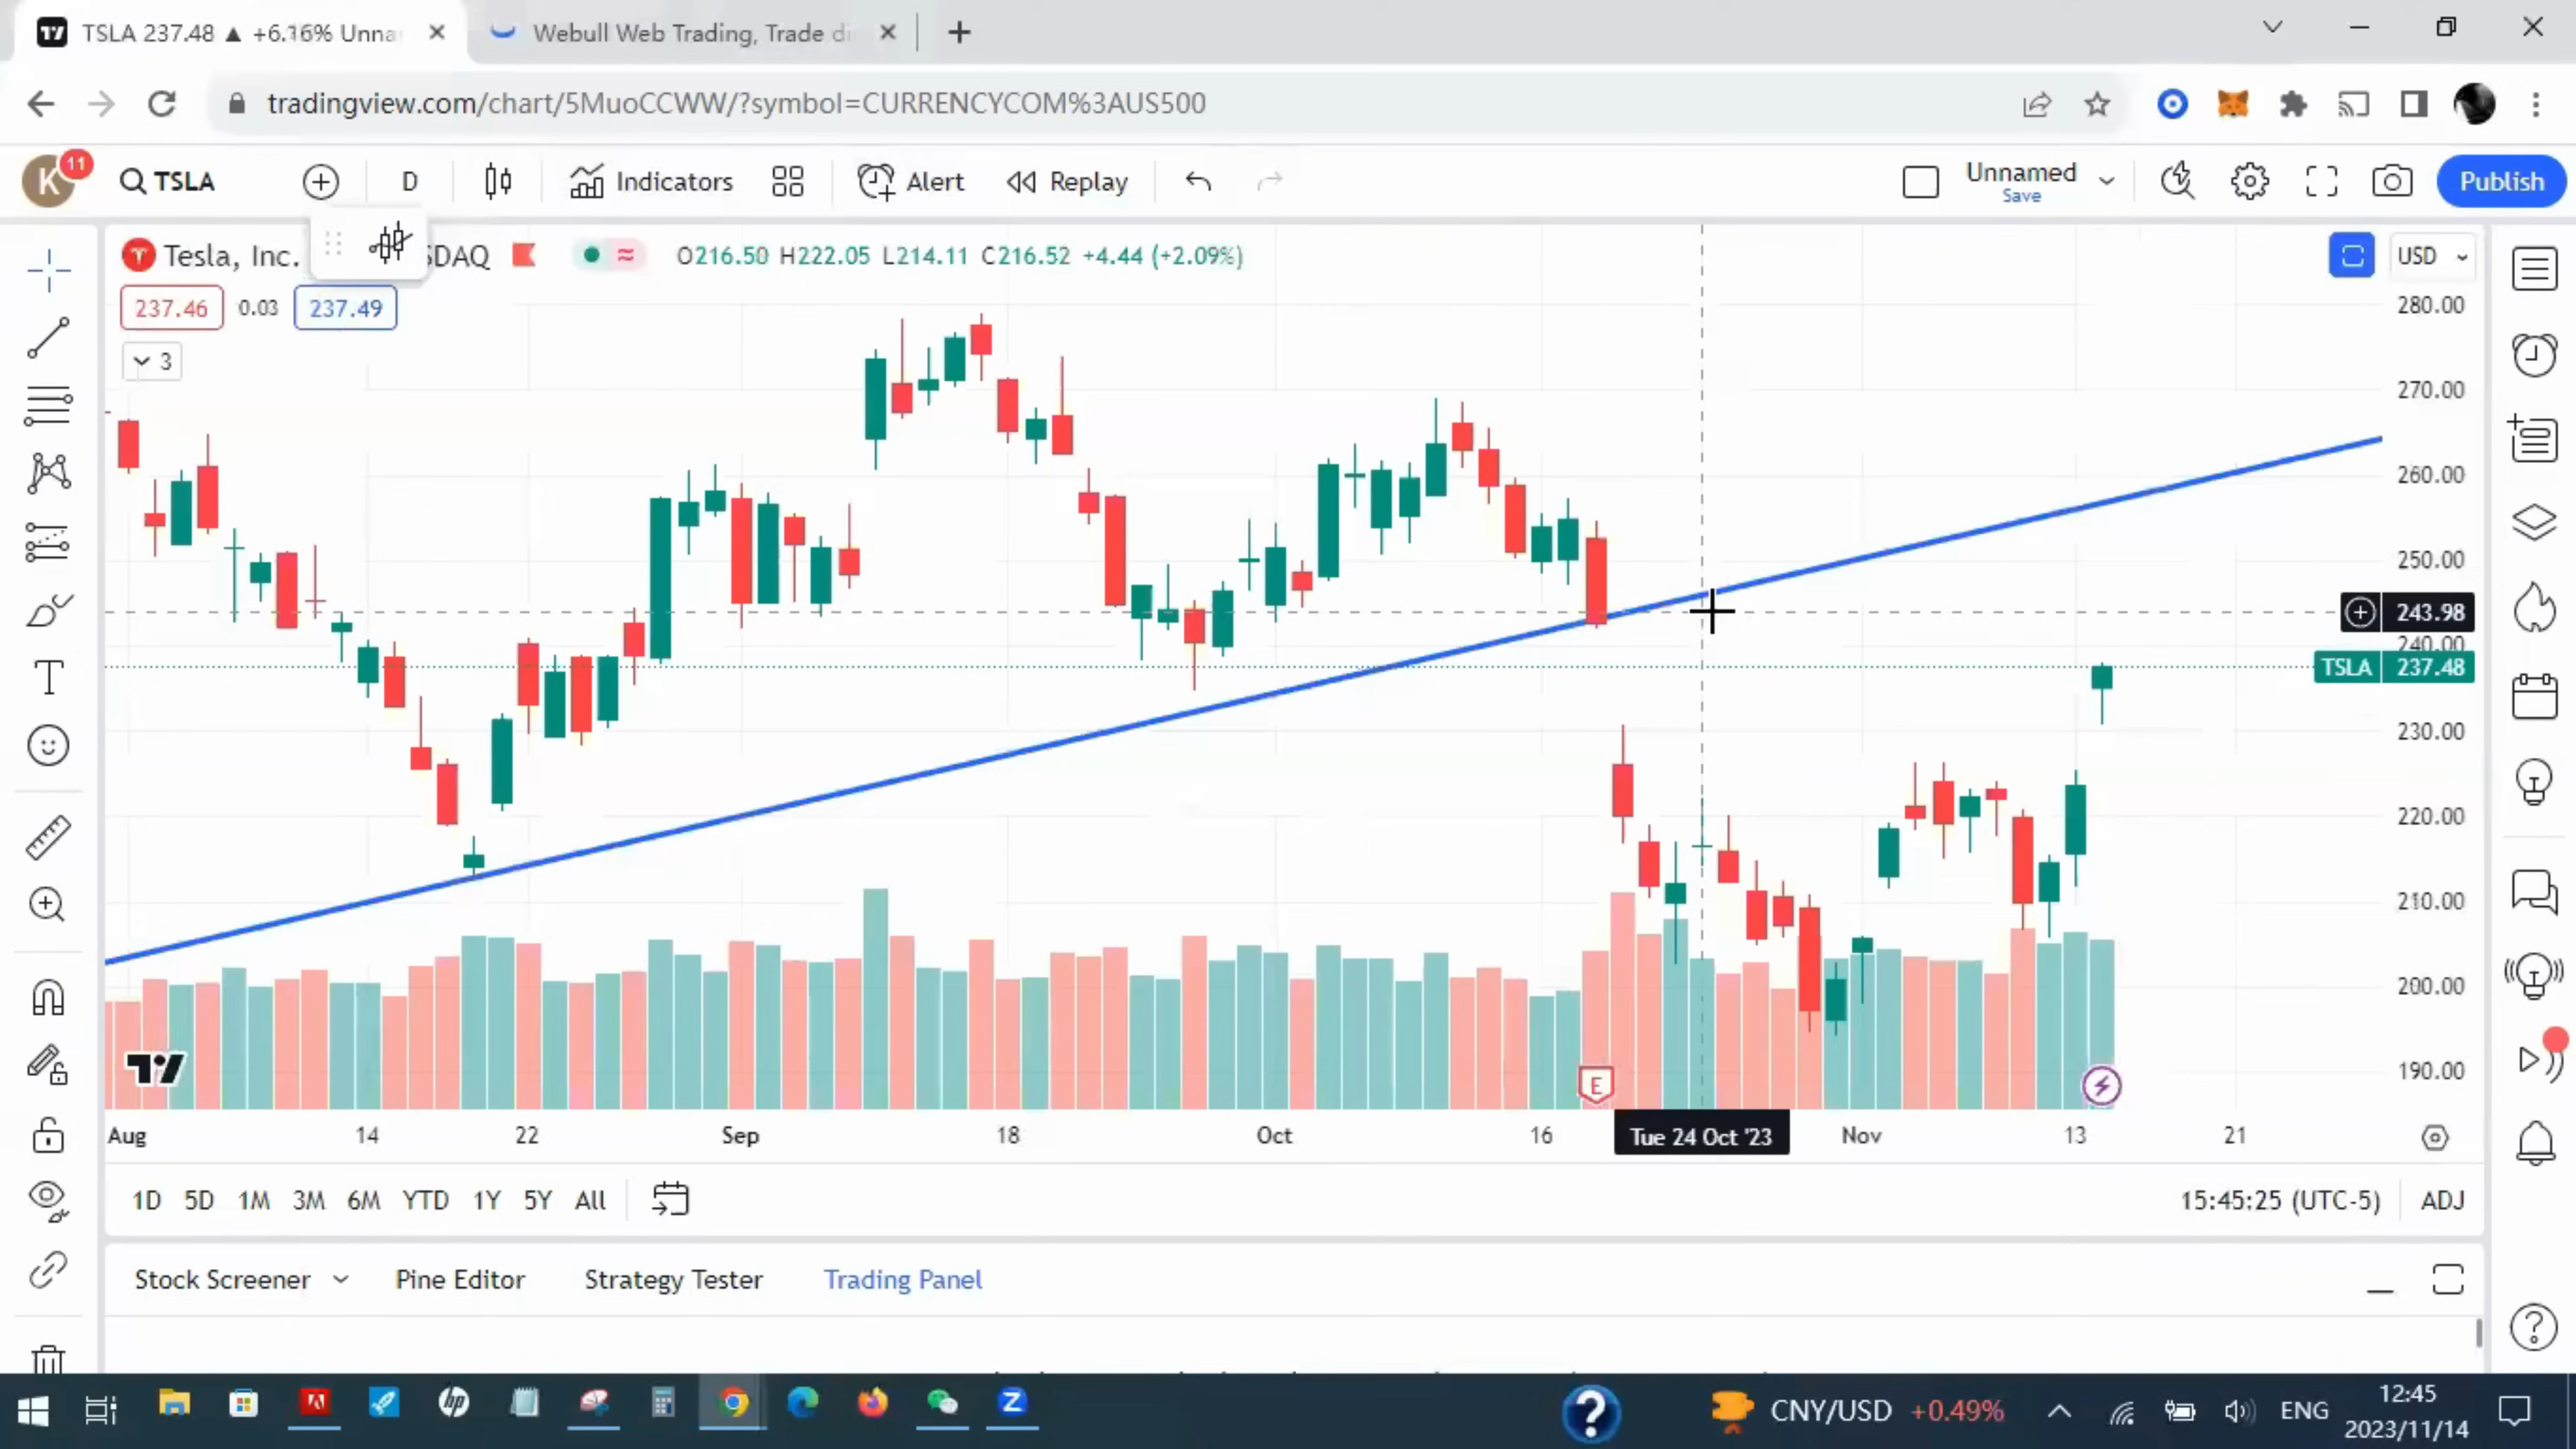 TSLA 237.48 ▲ +6.16% Unna
Webull Web Trading, Trade di
tradingview.com/chart/5MuoCCWW/?symbol=CURRENCYCOM%3AUS500
K 11
TSLA D Indicators Alert Replay Unnamed Save Publish
Tesla, Inc. SDAQ O216.50 H222.05 L214.11 C216.52 +4.44 (+2.09%) USD
237.46 0.03 237.49
3
280.00
270.00
260.00
250.00
243.98
240.00
TSLA 237.48
230.00
220.00
210.00
200.00
190.00
E
Aug 14 22 Sep 18 Oct 16 Tue 24 Oct '23 Nov 13 21
1D 5D 1M 3M 6M YTD 1Y 5Y All 15:45:25 (UTC-5) ADJ
Stock Screener Pine Editor Strategy Tester Trading Panel
hp Z CNY/USD +0.49% ENG 12:45
2023/11/14